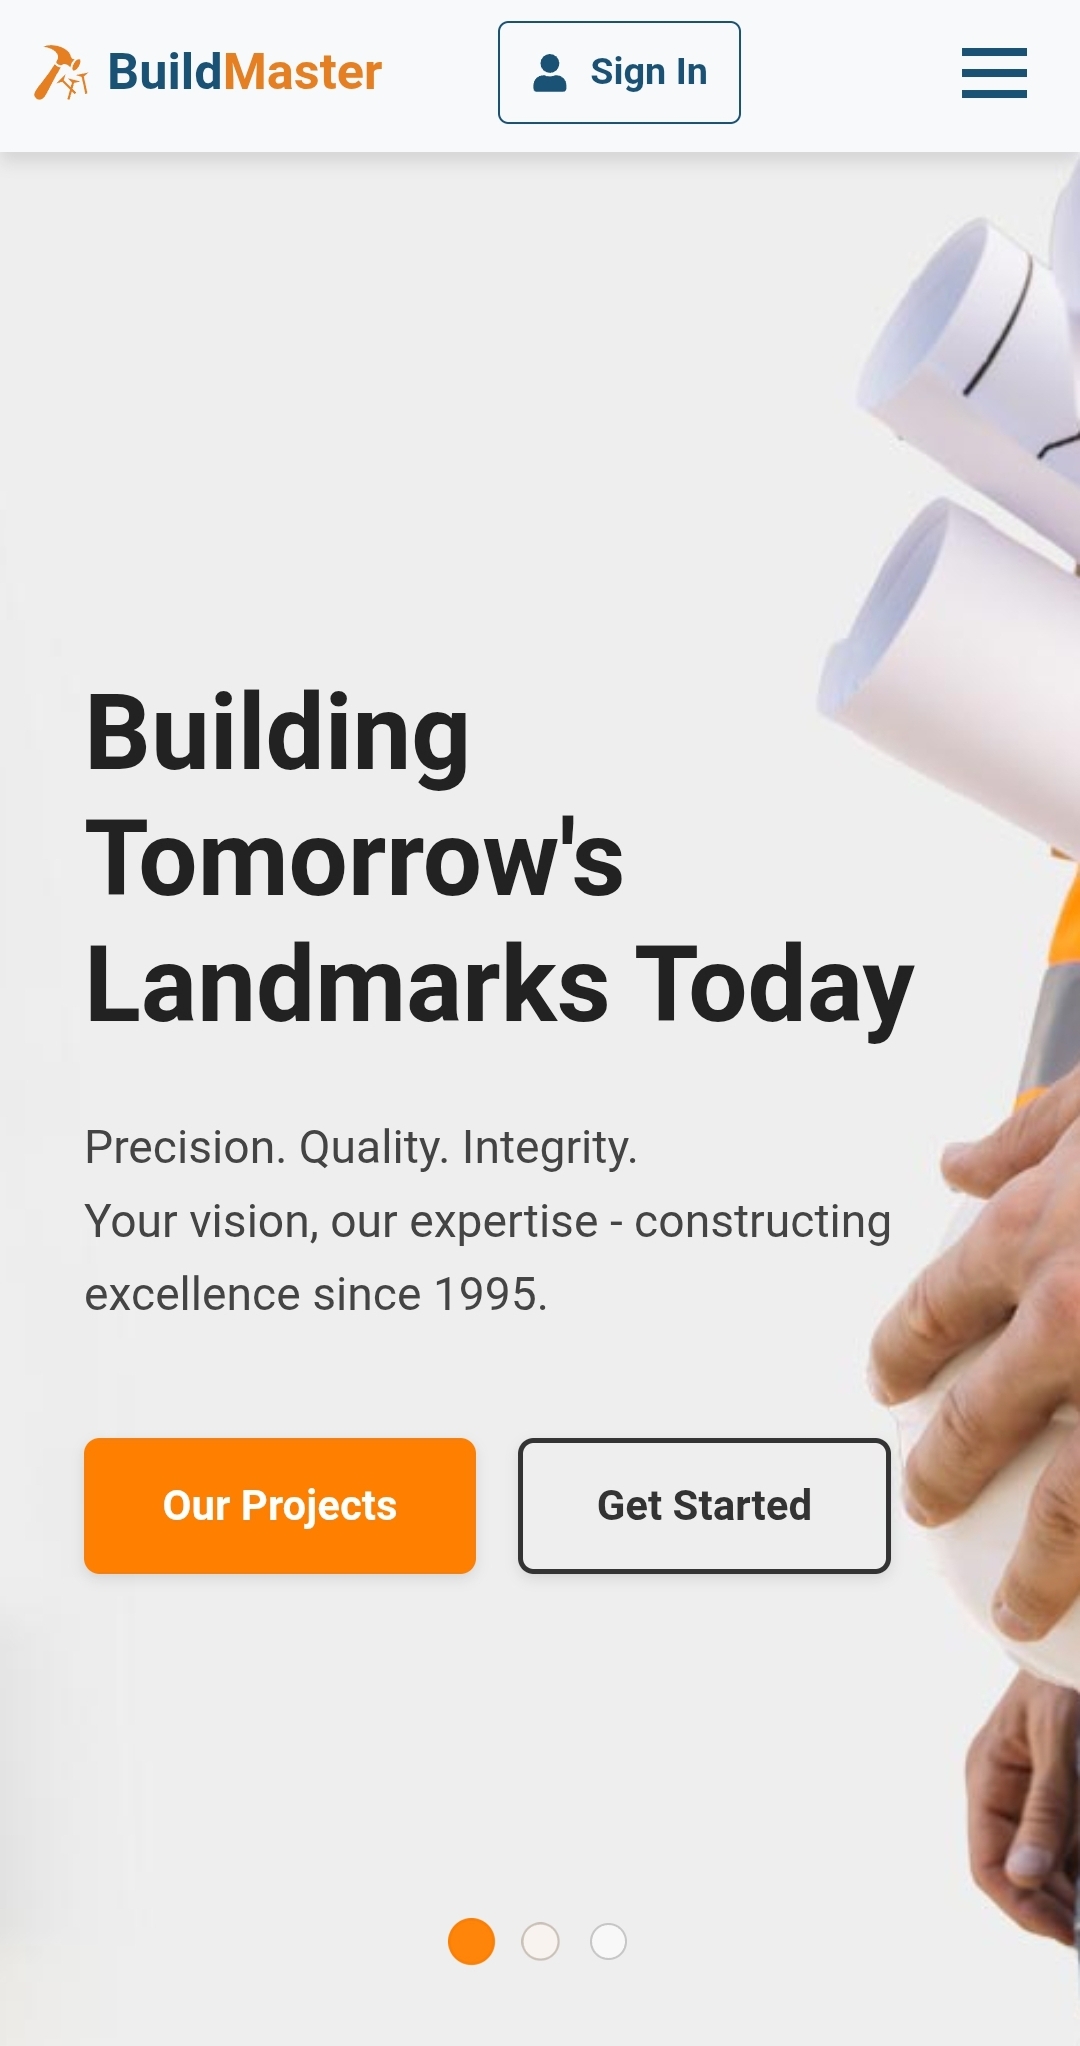 BuildMaster
Sign In
Building
Tomorrow's
Landmarks Today
Precision. Quality. Integrity.
Your vision, our expertise - constructing
excellence since 1995.
Our Projects
Get Started